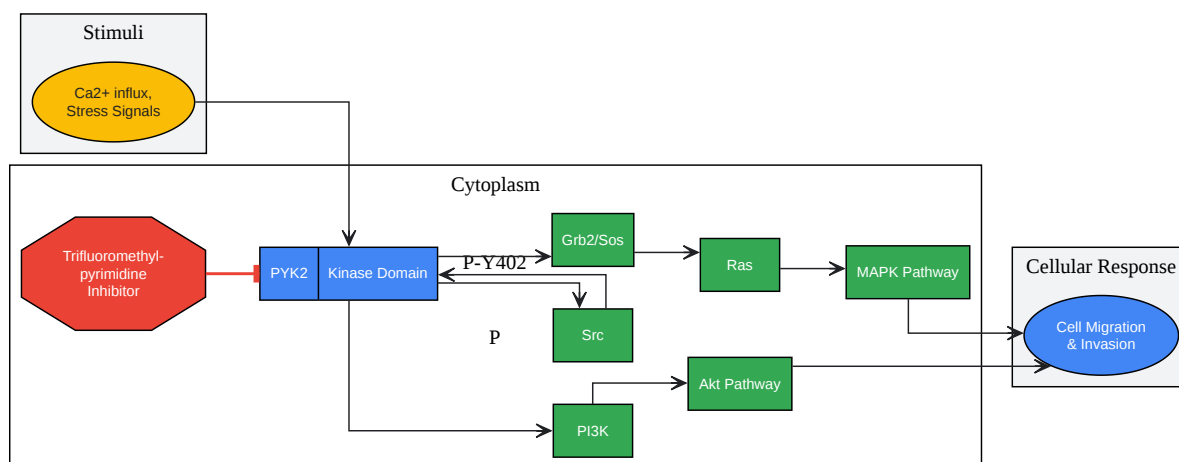 Stimuli
Ca2+ influx,
Stress Signals
Cytoplasm
Trifluoromethyl-
pyrimidine
Inhibitor
PYK2
Kinase Domain
P-Y402
Grb2/Sos
Ras
MAPK Pathway
P
Src
PI3K
Akt Pathway
Cellular Response
Cell Migration
& Invasion